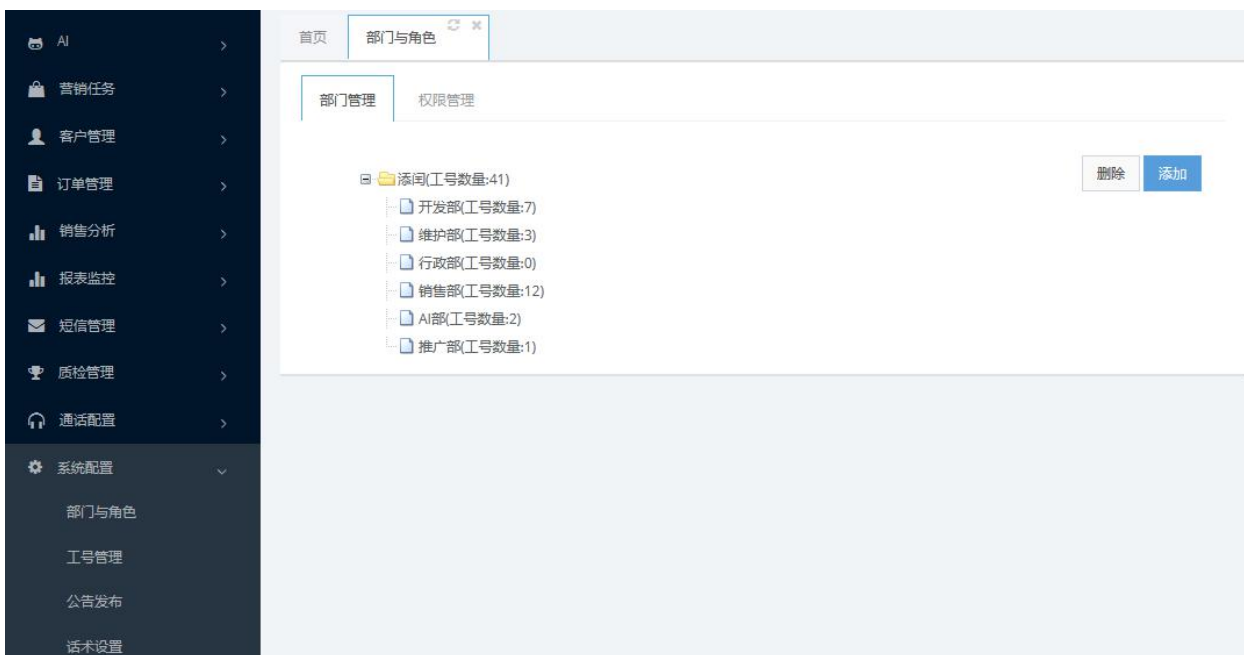 AI
营销任务
客户管理
订单管理
销售分析
报表监控
短信管理
质检管理
通话配置
系统配置
部门与角色
工号管理
公告发布
话术设置
首页 部门与角色
部门管理 权限管理
删除 添加
添闰(工号数量:41)
开发部(工号数量:7)
维护部(工号数量:3)
行政部(工号数量:0)
销售部(工号数量:12)
AI部(工号数量:2)
推广部(工号数量:1)